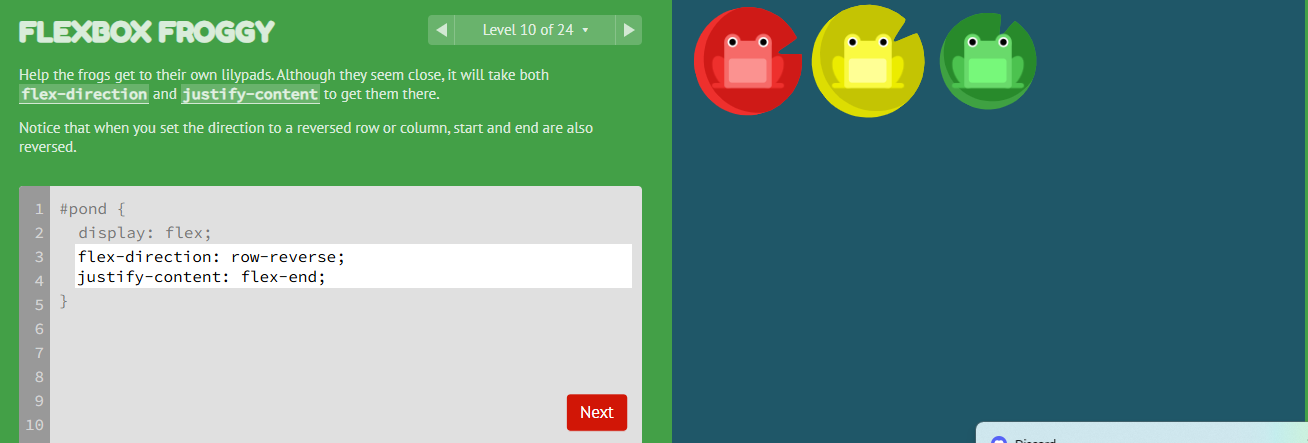 FLEXBOX FROGGY
Level 10 of 24
Help the frogs get to their own lilypads. Although they seem close, it will take both
flex-direction and justify-content to get them there.
Notice that when you set the direction to a reversed row or column, start and end are also
reversed.
1 #pond {
2 display: flex;
3 flex-direction: row-reverse;
4 justify-content: flex-end;
5 }
6
7
8
9
10
Next
Discord